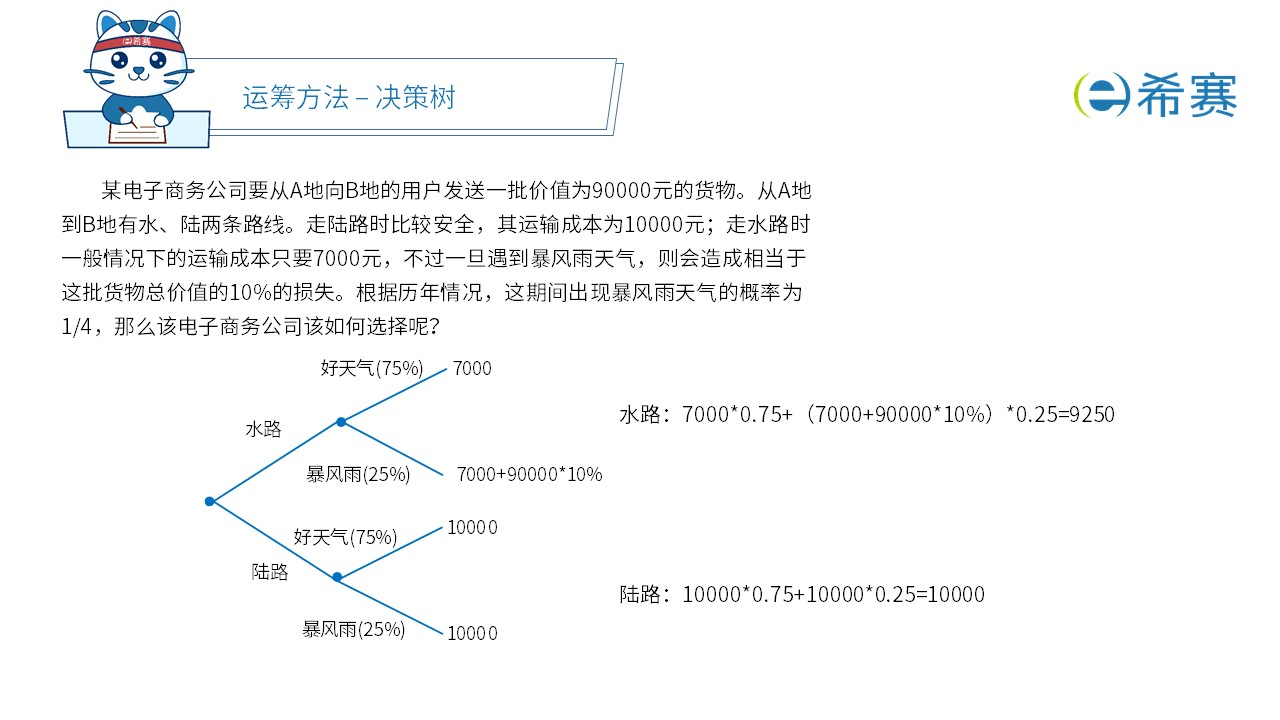 希赛
运筹方法 – 决策树
希赛
某电子商务公司要从A地向B地的用户发送一批价值为90000元的货物。从A地
到B地有水、陆两条路线。走陆路时比较安全，其运输成本为10000元；走水路时
一般情况下的运输成本只要7000元，不过一旦遇到暴风雨天气，则会造成相当于
这批货物总价值的10%的损失。根据历年情况，这期间出现暴风雨天气的概率为
1/4，那么该电子商务公司该如何选择呢？
好天气(75%)
7000
水路：7000*0.75+（7000+90000*10%）*0.25=9250
水路
暴风雨(25%)
7000+90000*10%
好天气(75%)
10000
陆路
陆路：10000*0.75+10000*0.25=10000
暴风雨(25%)
10000